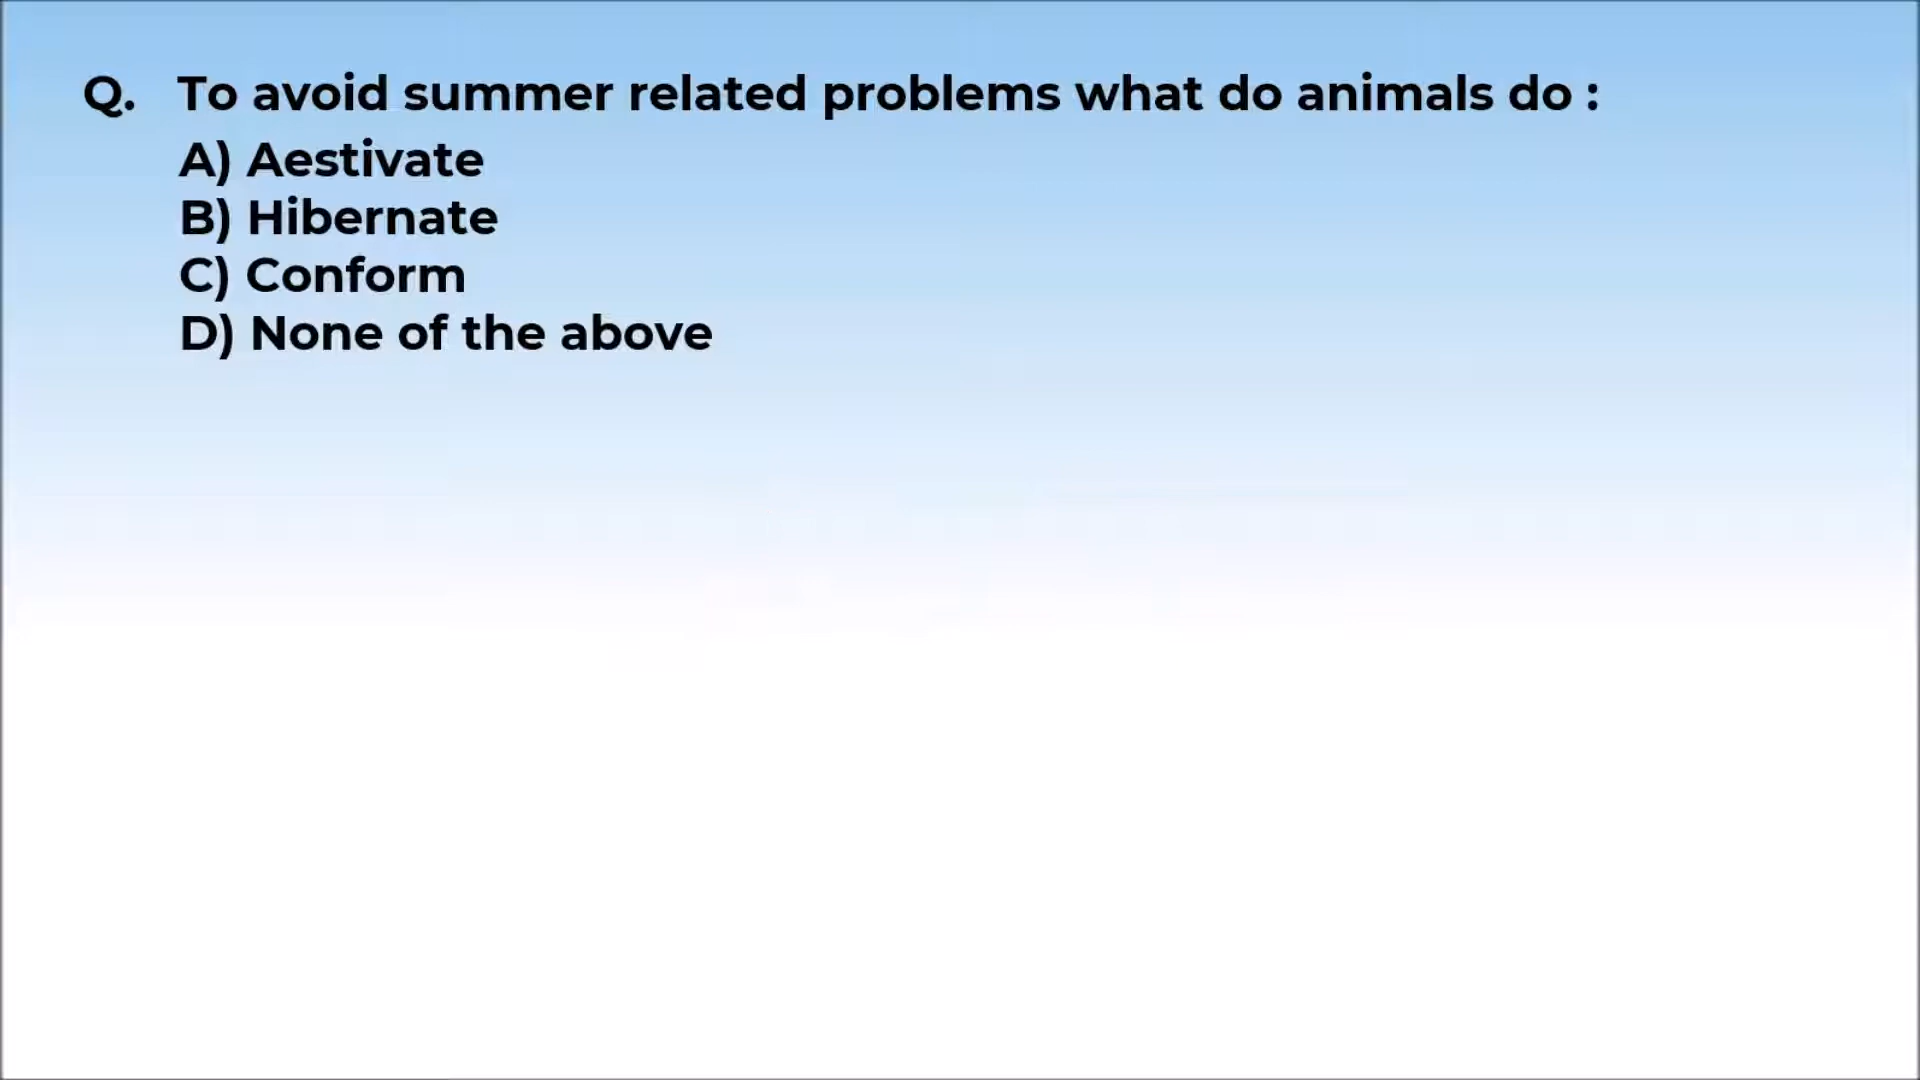 Q. To avoid summer related problems what do animals do :
A) Aestivate
B) Hibernate
C) Conform
D) None of the above